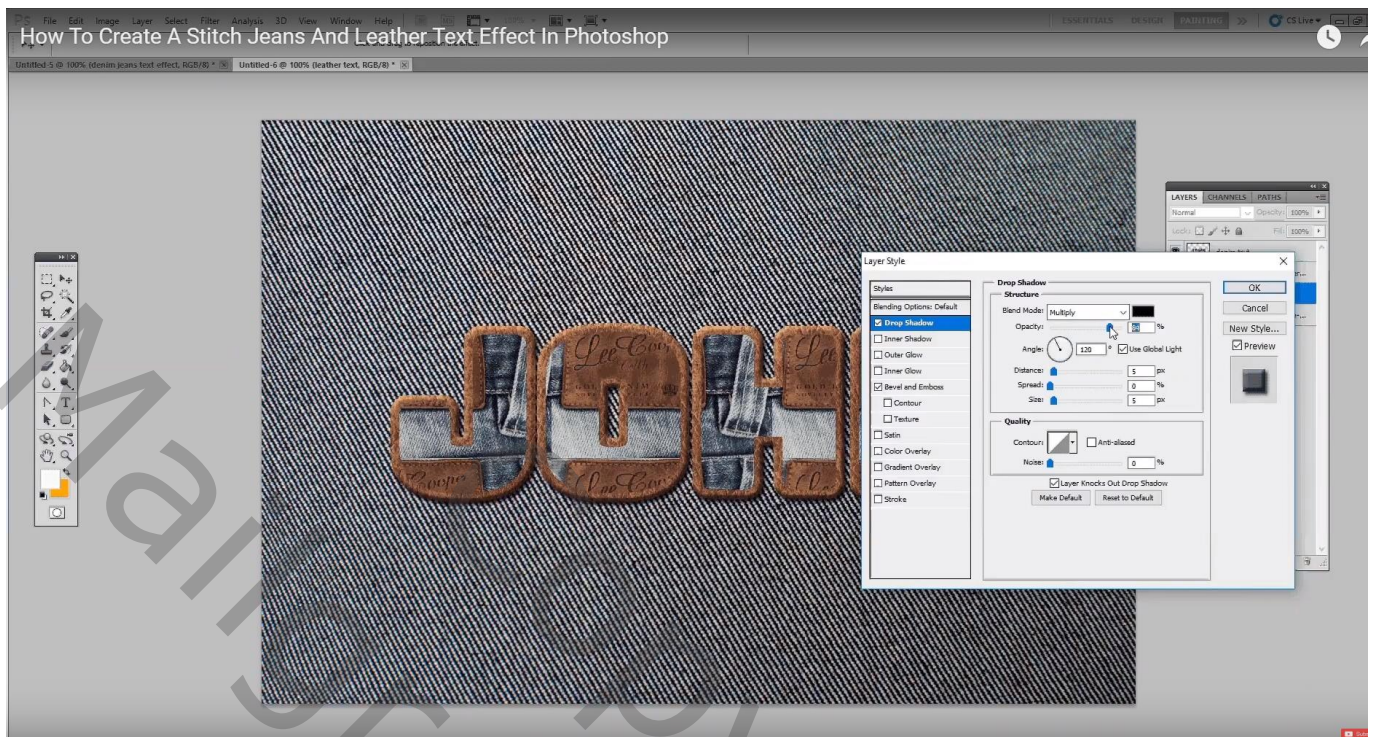 PS File Edit Image Layer Select Filter Analysis 3D View Window Help
ESSENTIALS DESIGN PAINTING >> CS Live
How To Create A Stitch Jeans And Leather Text Effect In Photoshop
Untitled-5 @ 100% (denim jeans text effect, RGB/8) *
Untitled-6 @ 100% (leather text, RGB/8) *
LAYERS CHANNELS PATHS
Normal Opacity: 100%
Lock: Fill: 100%
Layer Style
Styles
Blending Options: Default
Drop Shadow
Inner Shadow
Outer Glow
Inner Glow
Bevel and Emboss
Contour
Texture
Satin
Color Overlay
Gradient Overlay
Pattern Overlay
Stroke
Drop Shadow
Structure
Blend Mode: Multiply
Opacity: %
Angle: 120 ° Use Global Light
Distance: 5 px
Spread: 0 %
Size: 5 px
Quality
Contour: Anti-aliased
Noise: 0 %
Layer Knocks Out Drop Shadow
Make Default Reset to Default
OK
Cancel
New Style...
Preview
JOH
Lee Cooper